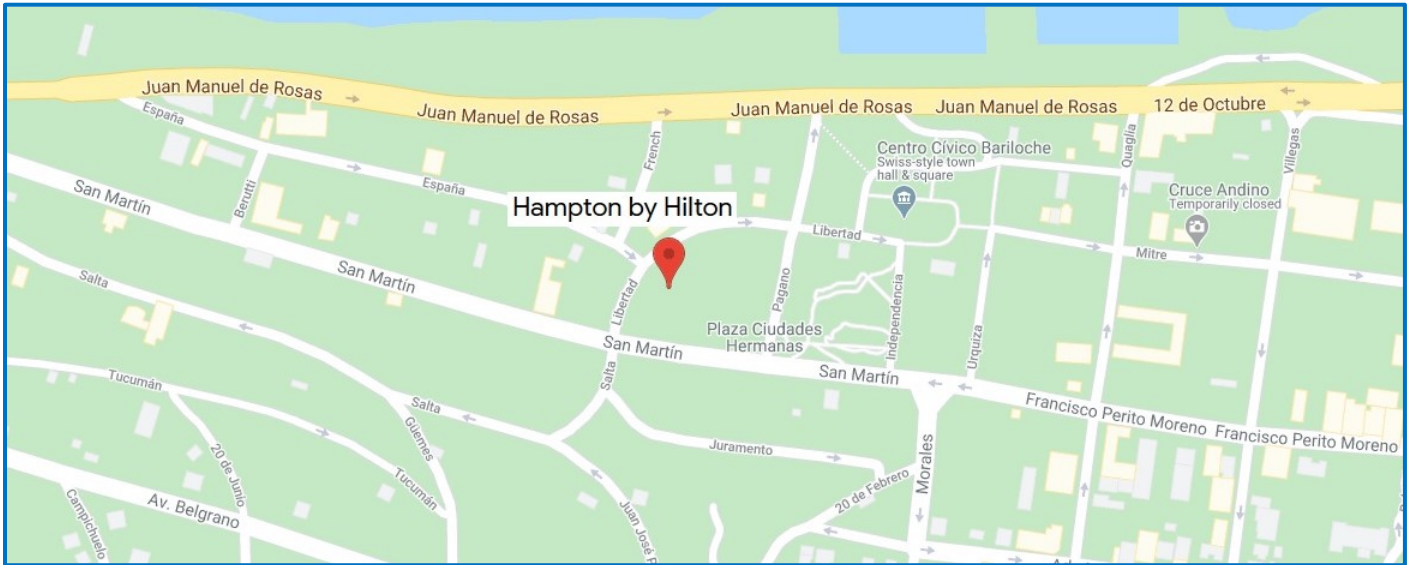 Juan Manuel de Rosas
Juan Manuel de Rosas
Juan Manuel de Rosas
Juan Manuel de Rosas
12 de Octubre
España
French
Centro Cívico Bariloche
Swiss-style town
hall & square
Quaglia
Villegas
Cruce Andino
Temporarily closed
San Martín
Berutti
España
Hampton by Hilton
Libertad
Mitre
Salta
San Martín
Libertad
Pagano
Independencia
Urquiza
Plaza Ciudades
Hermanas
San Martín
San Martín
Salta
Francisco Perito Moreno
Francisco Perito Moreno
Tucumán
Salta
Güemes
Juramento
20 de Junio
Tucumán
20 de Febrero
Morales
Av. Belgrano
Campichuelo
Juan José P